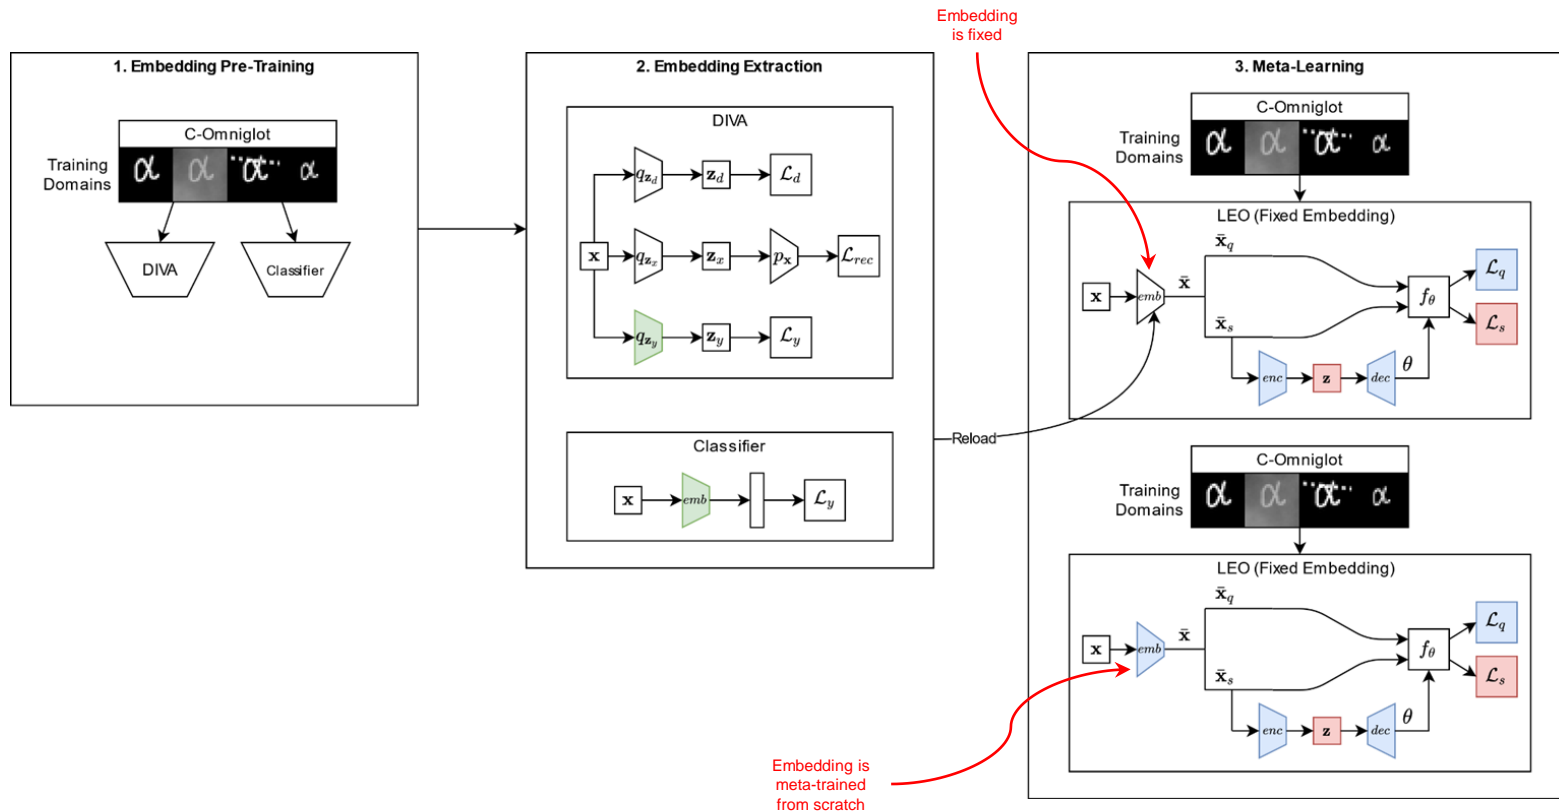 Embedding
is fixed
1. Embedding Pre-Training
C-Omniglot
Training
Domains
α α α α
DIVA
Classifier
2. Embedding Extraction
DIVA
q_{z_d} z_d ℒ_d
x q_{z_x} z_x p_x ℒ_{rec}
q_{z_y} z_y ℒ_y
Classifier
x emb ℒ_y
Reload
3. Meta-Learning
C-Omniglot
Training
Domains
α α α α
LEO (Fixed Embedding)
x̄_q
x emb x̄ f_θ ℒ_q
x̄_s ℒ_s
enc z dec θ
C-Omniglot
Training
Domains
α α α α
LEO (Fixed Embedding)
x̄_q
x emb x̄ f_θ ℒ_q
x̄_s ℒ_s
enc z dec θ
Embedding is
meta-trained
from scratch